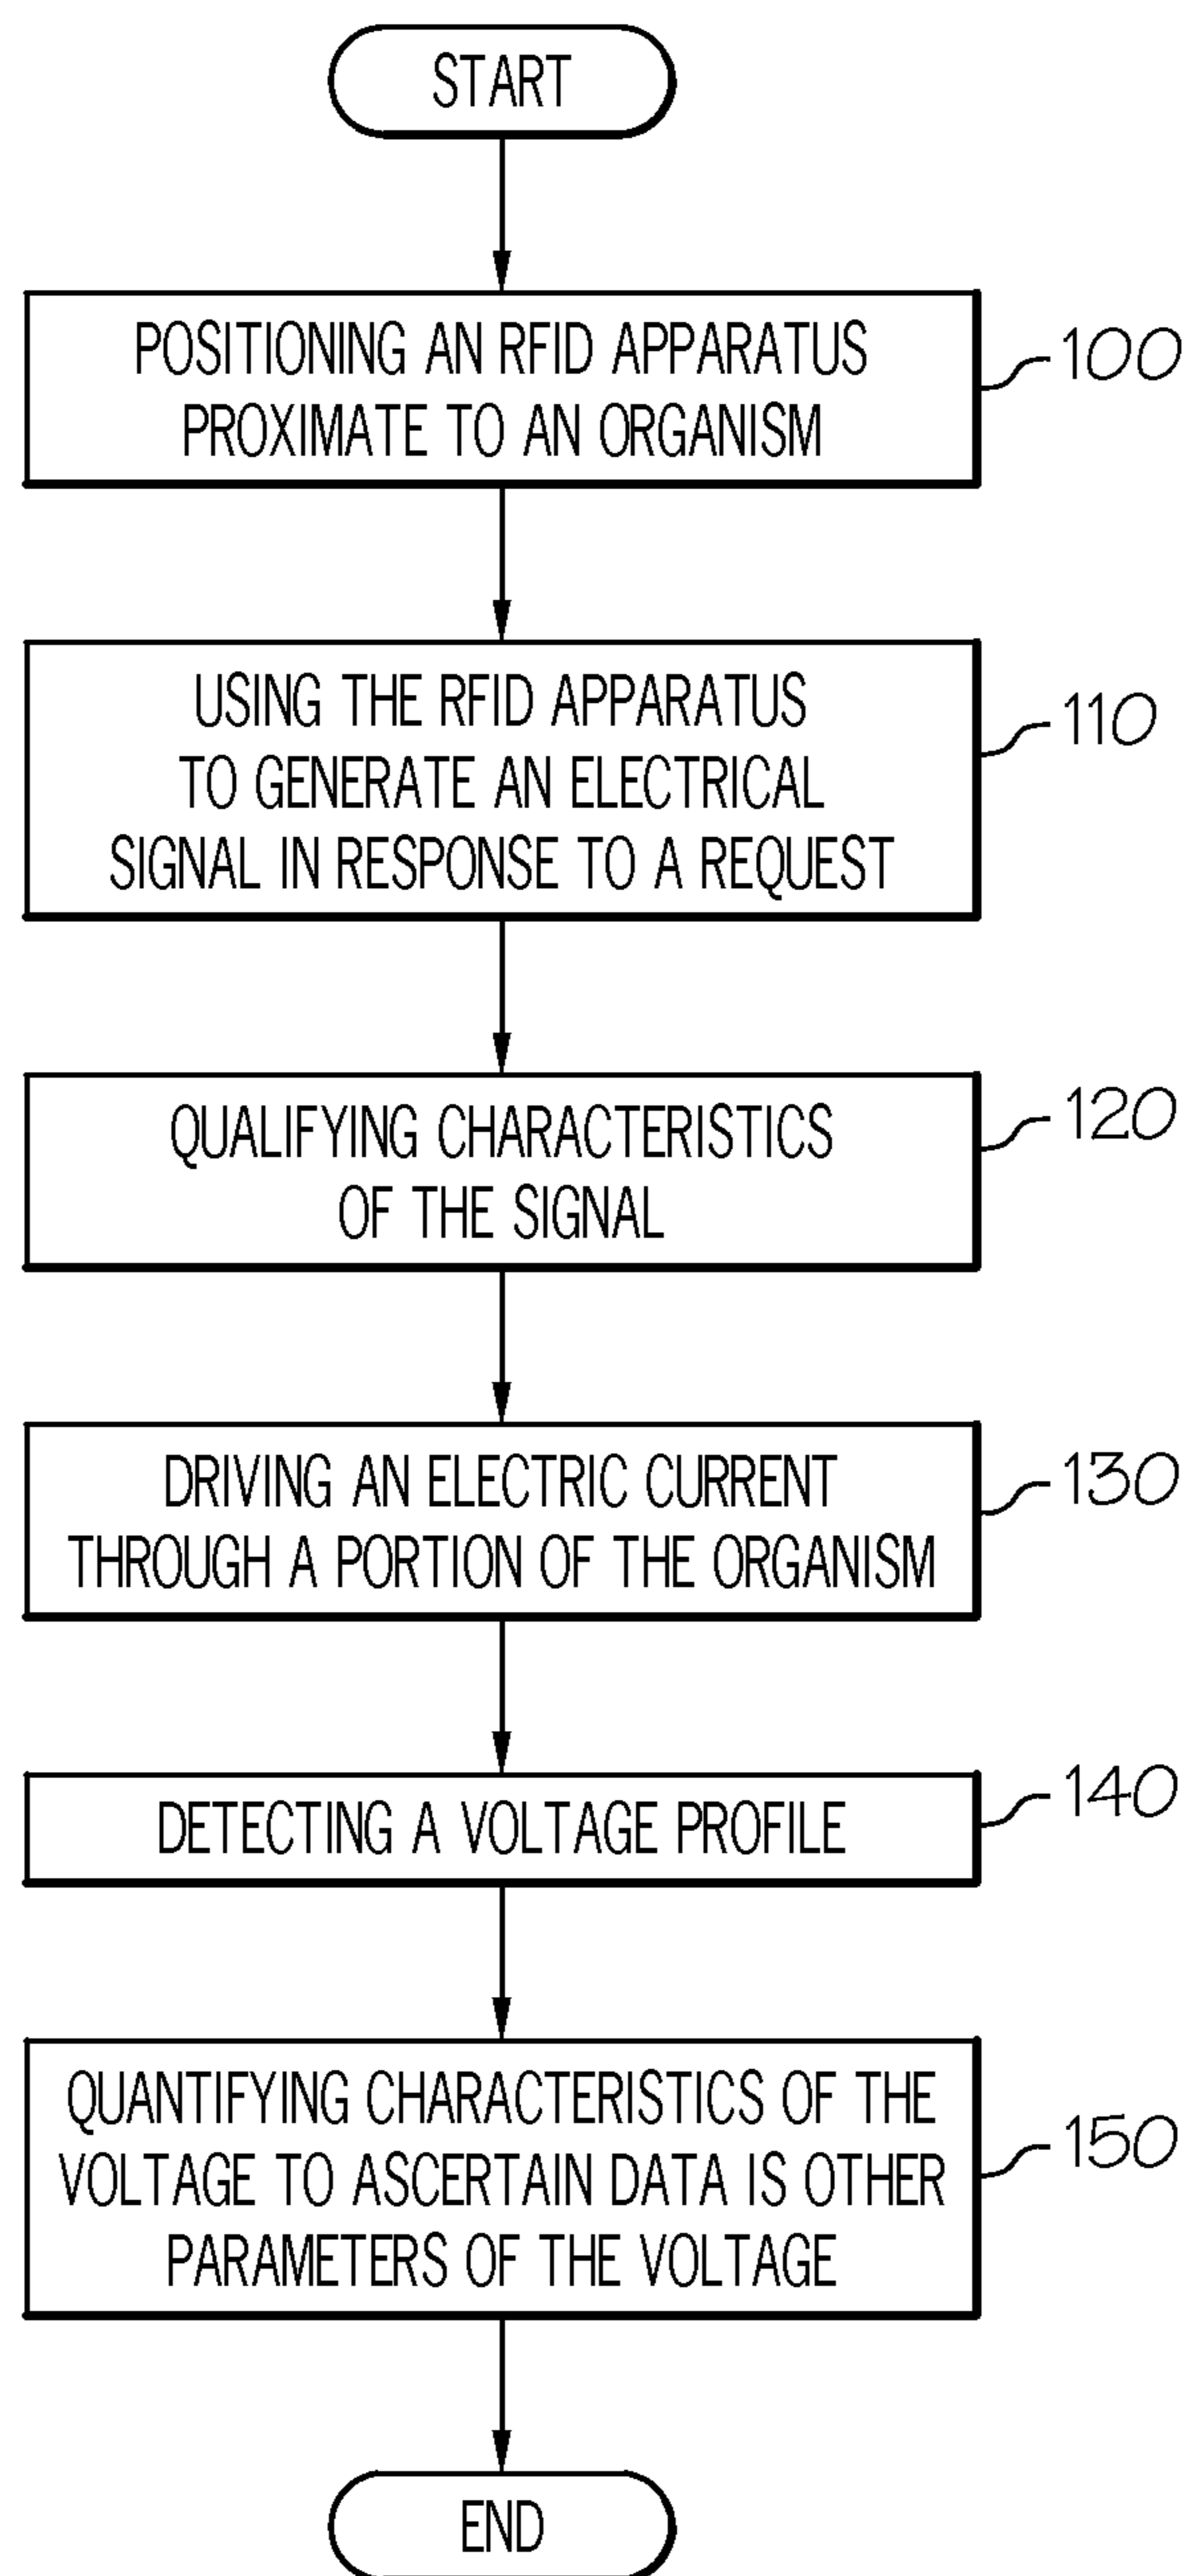 START
POSITIONING AN RFID APPARATUS
PROXIMATE TO AN ORGANISM
100
USING THE RFID APPARATUS
TO GENERATE AN ELECTRICAL
SIGNAL IN RESPONSE TO A REQUEST
110
QUALIFYING CHARACTERISTICS
OF THE SIGNAL
120
DRIVING AN ELECTRIC CURRENT
THROUGH A PORTION OF THE ORGANISM
130
DETECTING A VOLTAGE PROFILE
140
QUANTIFYING CHARACTERISTICS OF THE
VOLTAGE TO ASCERTAIN DATA IS OTHER
PARAMETERS OF THE VOLTAGE
150
END